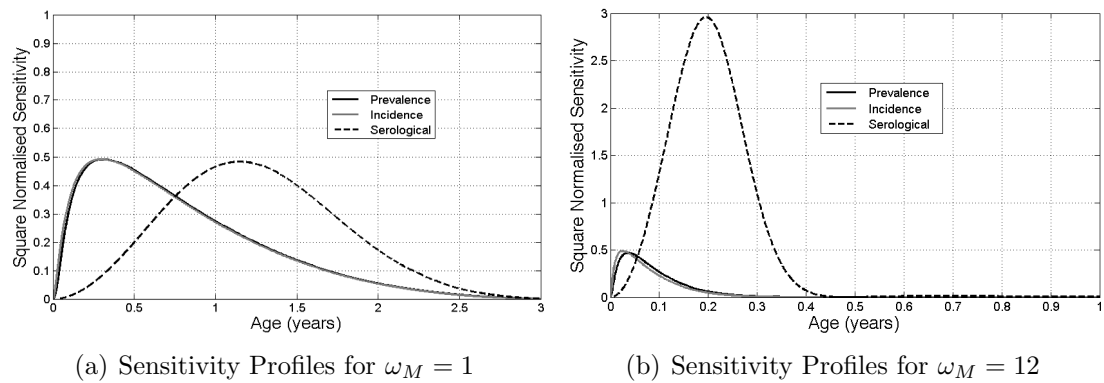 Square Normalised Sensitivity
1
0.9
0.8
0.7
0.6
0.5
0.4
0.3
0.2
0.1
0
Prevalence
Incidence
Serological
0 0.5 1 1.5 2 2.5 3
Age (years)
(a) Sensitivity Profiles for ω_M = 1
Square Normalised Sensitivity
3
2.5
2
1.5
1
0.5
0
Prevalence
Incidence
Serological
0 0.1 0.2 0.3 0.4 0.5 0.6 0.7 0.8 0.9 1
Age (years)
(b) Sensitivity Profiles for ω_M = 12